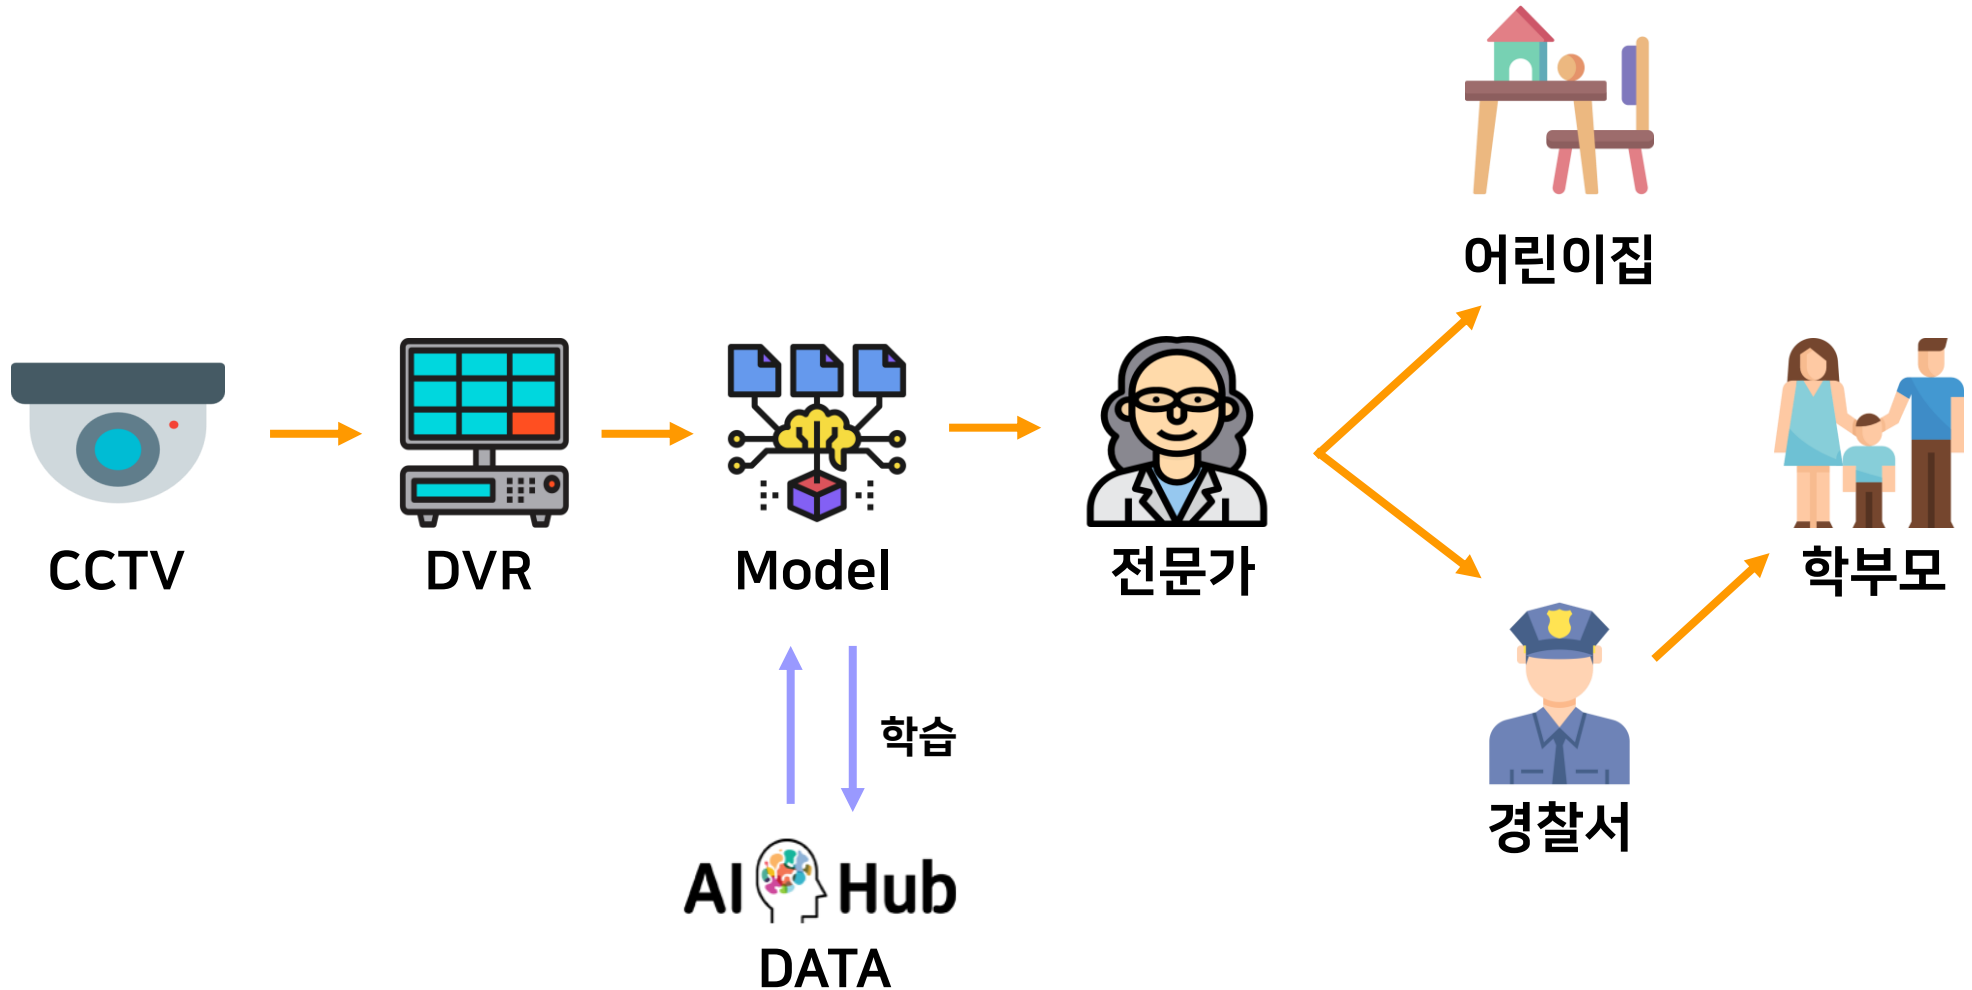 어린이집
CCTV
DVR
Model
전문가
학부모
학습
경찰서
AI Hub
DATA